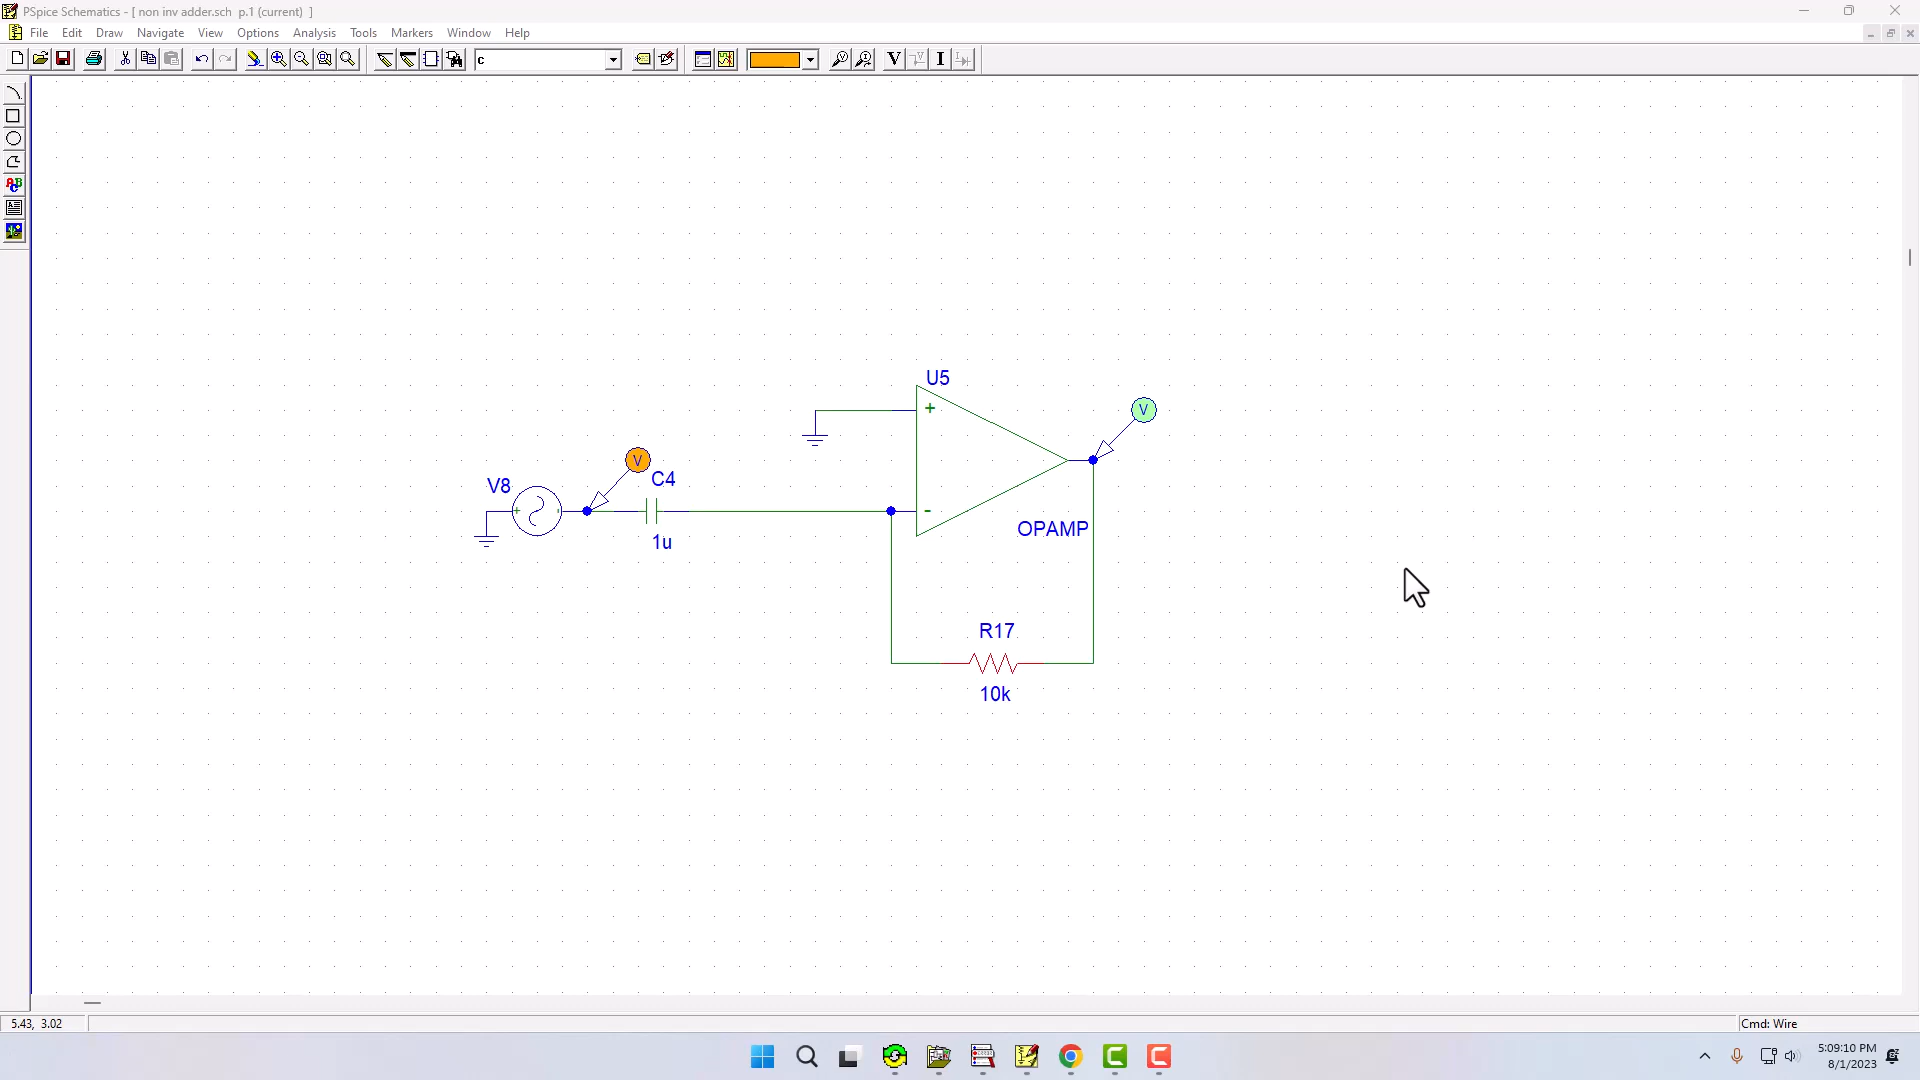 PSpice Schematics - [ non inv adder.sch p.1 (current) ]
File Edit Draw Navigate View Options Analysis Tools Markers Window Help
c
V I
ABC
U5
+
V
V
C4
V8
+
-
1u
OPAMP
R17
10k
5.43, 3.02
Cmd: Wire
5:09:10 PM
8/1/2023